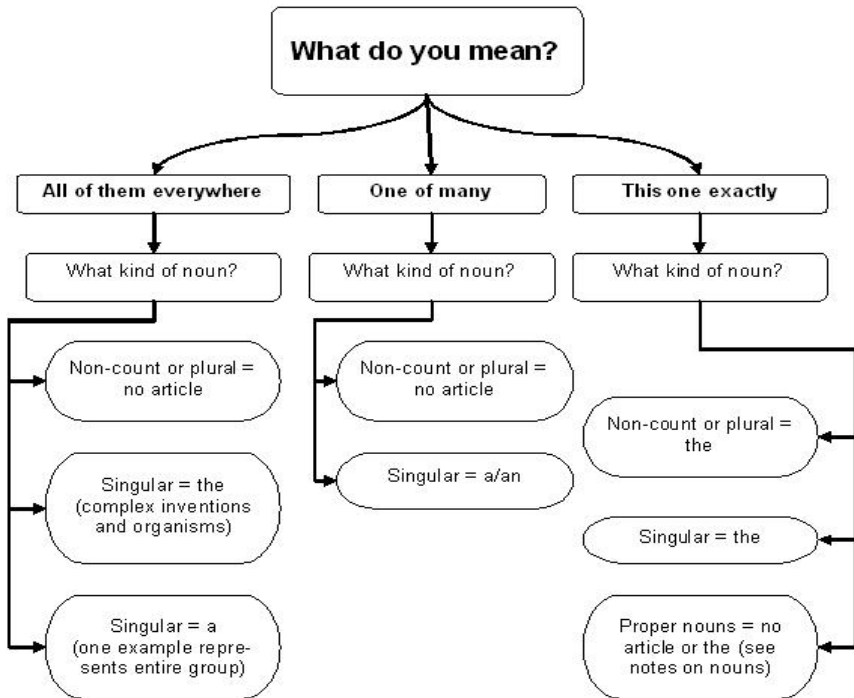 What do you mean?
All of them everywhere
One of many
This one exactly
What kind of noun?
What kind of noun?
What kind of noun?
Non-count or plural =
no article
Singular = the
(complex inventions
and organisms)
Singular = a
(one example repre-
sents entire group)
Non-count or plural =
no article
Singular = a/an
Non-count or plural =
the
Singular = the
Proper nouns = no
article or the (see
notes on nouns)